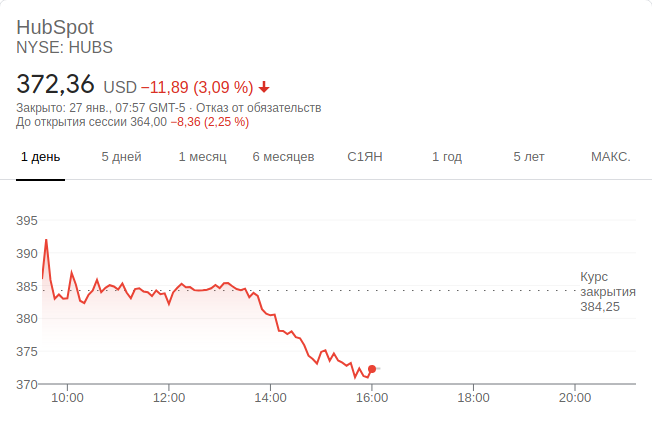 HubSpot
NYSE: HUBS
372,36 USD −11,89 (3,09 %)
Закрыто: 27 янв., 07:57 GMT-5 · Отказ от обязательств
До открытия сессии 364,00 −8,36 (2,25 %)
1 день 5 дней 1 месяц 6 месяцев С1ЯН 1 год 5 лет МАКС.
395
390
385
380
375
370
Курс
закрытия
384,25
10:00 12:00 14:00 16:00 18:00 20:00